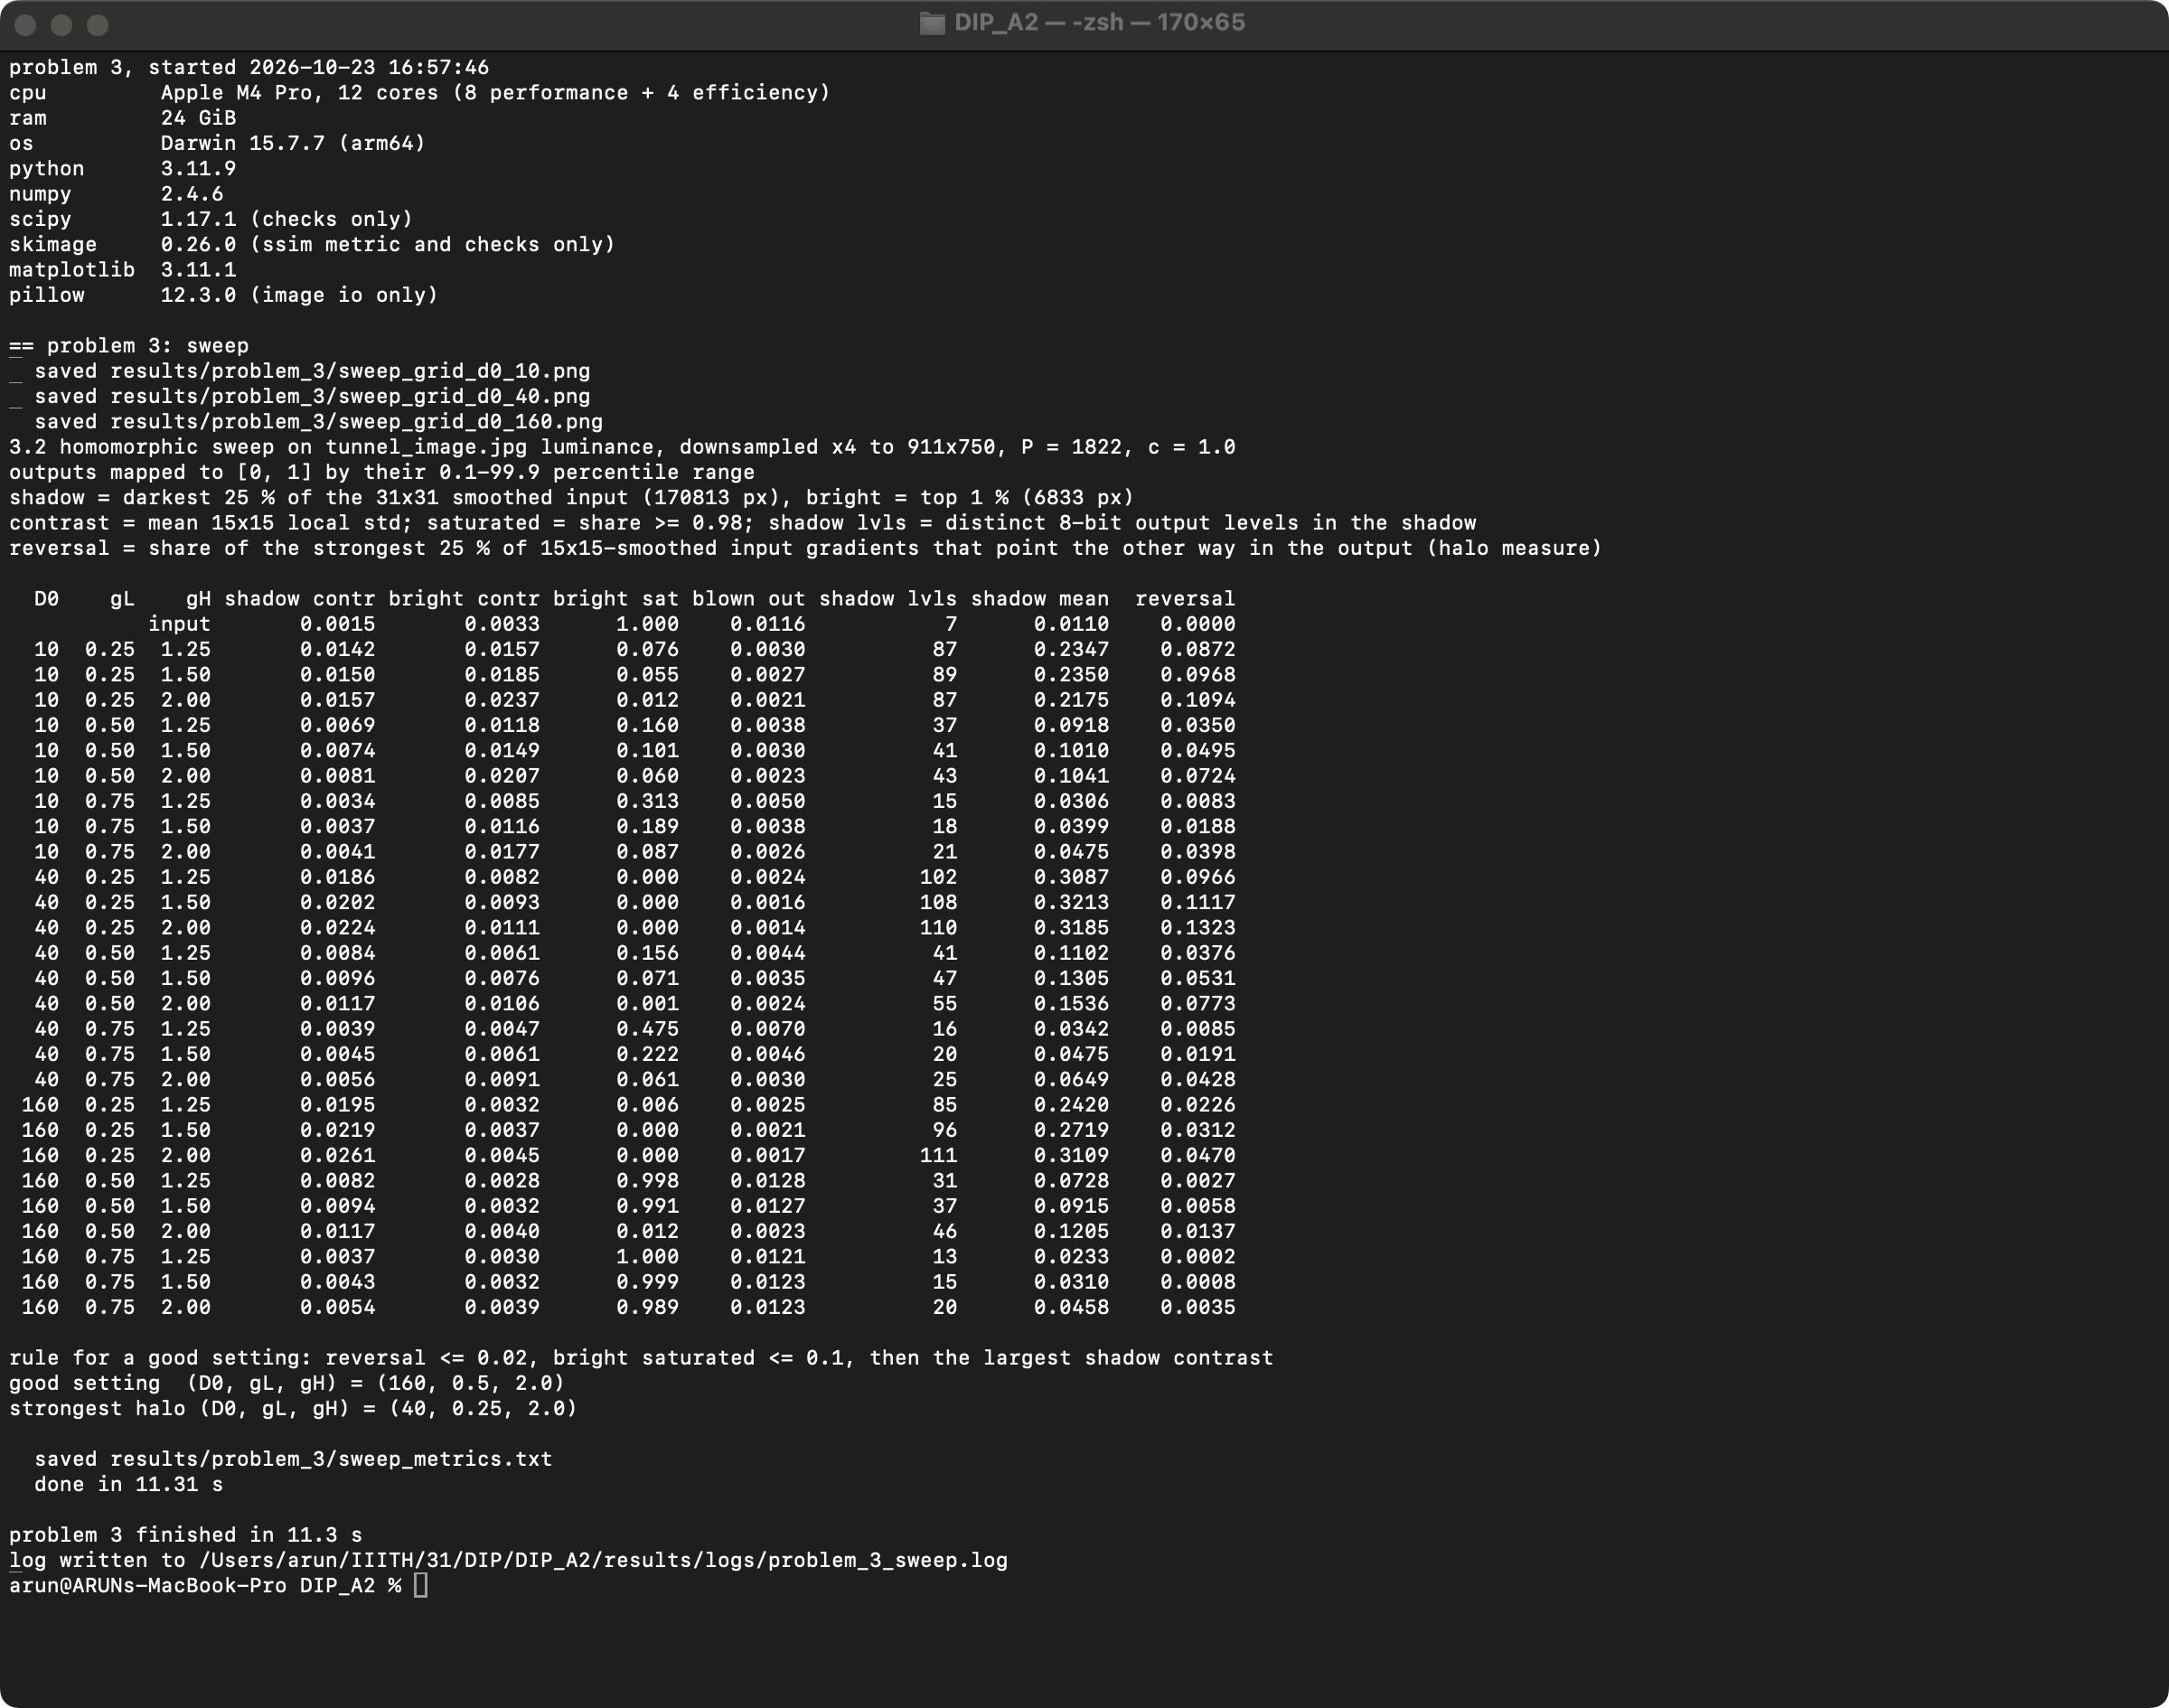 DIP_A2 — -zsh — 170×65
problem 3, started 2026-10-23 16:57:46
cpu         Apple M4 Pro, 12 cores (8 performance + 4 efficiency)
ram         24 GiB
os          Darwin 15.7.7 (arm64)
python      3.11.9
numpy       2.4.6
scipy       1.17.1 (checks only)
skimage     0.26.0 (ssim metric and checks only)
matplotlib  3.11.1
pillow      12.3.0 (image io only)

== problem 3: sweep
  saved results/problem_3/sweep_grid_d0_10.png
  saved results/problem_3/sweep_grid_d0_40.png
  saved results/problem_3/sweep_grid_d0_160.png
3.2 homomorphic sweep on tunnel_image.jpg luminance, downsampled x4 to 911x750, P = 1822, c = 1.0
outputs mapped to [0, 1] by their 0.1-99.9 percentile range
shadow = darkest 25 % of the 31x31 smoothed input (170813 px), bright = top 1 % (6833 px)
contrast = mean 15x15 local std; saturated = share >= 0.98; shadow lvls = distinct 8-bit output levels in the shadow
reversal = share of the strongest 25 % of 15x15-smoothed input gradients that point the other way in the output (halo measure)

  D0    gL    gH shadow contr bright contr bright sat blown out shadow lvls shadow mean  reversal
           input       0.0015       0.0033      1.000    0.0116           7      0.0110    0.0000
  10  0.25  1.25       0.0142       0.0157      0.076    0.0030          87      0.2347    0.0872
  10  0.25  1.50       0.0150       0.0185      0.055    0.0027          89      0.2350    0.0968
  10  0.25  2.00       0.0157       0.0237      0.012    0.0021          87      0.2175    0.1094
  10  0.50  1.25       0.0069       0.0118      0.160    0.0038          37      0.0918    0.0350
  10  0.50  1.50       0.0074       0.0149      0.101    0.0030          41      0.1010    0.0495
  10  0.50  2.00       0.0081       0.0207      0.060    0.0023          43      0.1041    0.0724
  10  0.75  1.25       0.0034       0.0085      0.313    0.0050          15      0.0306    0.0083
  10  0.75  1.50       0.0037       0.0116      0.189    0.0038          18      0.0399    0.0188
  10  0.75  2.00       0.0041       0.0177      0.087    0.0026          21      0.0475    0.0398
  40  0.25  1.25       0.0186       0.0082      0.000    0.0024         102      0.3087    0.0966
  40  0.25  1.50       0.0202       0.0093      0.000    0.0016         108      0.3213    0.1117
  40  0.25  2.00       0.0224       0.0111      0.000    0.0014         110      0.3185    0.1323
  40  0.50  1.25       0.0084       0.0061      0.156    0.0044          41      0.1102    0.0376
  40  0.50  1.50       0.0096       0.0076      0.071    0.0035          47      0.1305    0.0531
  40  0.50  2.00       0.0117       0.0106      0.001    0.0024          55      0.1536    0.0773
  40  0.75  1.25       0.0039       0.0047      0.475    0.0070          16      0.0342    0.0085
  40  0.75  1.50       0.0045       0.0061      0.222    0.0046          20      0.0475    0.0191
  40  0.75  2.00       0.0056       0.0091      0.061    0.0030          25      0.0649    0.0428
 160  0.25  1.25       0.0195       0.0032      0.006    0.0025          85      0.2420    0.0226
 160  0.25  1.50       0.0219       0.0037      0.000    0.0021          96      0.2719    0.0312
 160  0.25  2.00       0.0261       0.0045      0.000    0.0017         111      0.3109    0.0470
 160  0.50  1.25       0.0082       0.0028      0.998    0.0128          31      0.0728    0.0027
 160  0.50  1.50       0.0094       0.0032      0.991    0.0127          37      0.0915    0.0058
 160  0.50  2.00       0.0117       0.0040      0.012    0.0023          46      0.1205    0.0137
 160  0.75  1.25       0.0037       0.0030      1.000    0.0121          13      0.0233    0.0002
 160  0.75  1.50       0.0043       0.0032      0.999    0.0123          15      0.0310    0.0008
 160  0.75  2.00       0.0054       0.0039      0.989    0.0123          20      0.0458    0.0035

rule for a good setting: reversal <= 0.02, bright saturated <= 0.1, then the largest shadow contrast
good setting  (D0, gL, gH) = (160, 0.5, 2.0)
strongest halo (D0, gL, gH) = (40, 0.25, 2.0)

  saved results/problem_3/sweep_metrics.txt
  done in 11.31 s

problem 3 finished in 11.3 s
log written to /Users/arun/IIITH/31/DIP/DIP_A2/results/logs/problem_3_sweep.log
arun@ARUNs-MacBook-Pro DIP_A2 %